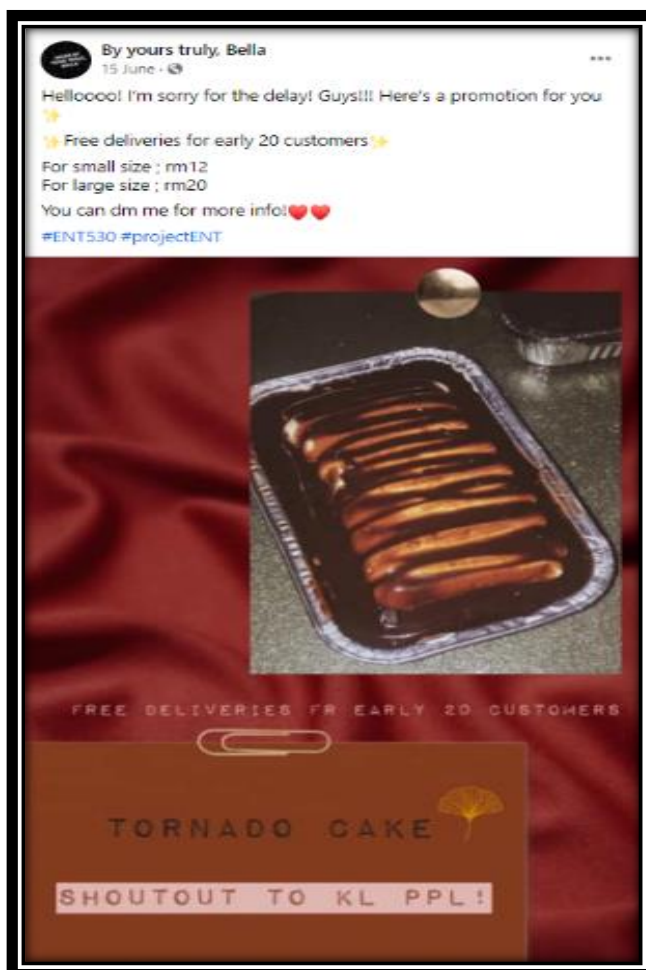 By yours truly, Bella
15 June ·
Helloooo! I'm sorry for the delay! Guys!!! Here's a promotion for you
✨
✨Free deliveries for early 20 customers✨
For small size ; rm12
For large size ; rm20
You can dm me for more info!❤️❤️
#ENT530 #projectENT
FREE DELIVERIES FR EARLY 20 CUSTOMERS
TORNADO CAKE
SHOUTOUT TO KL PPL!